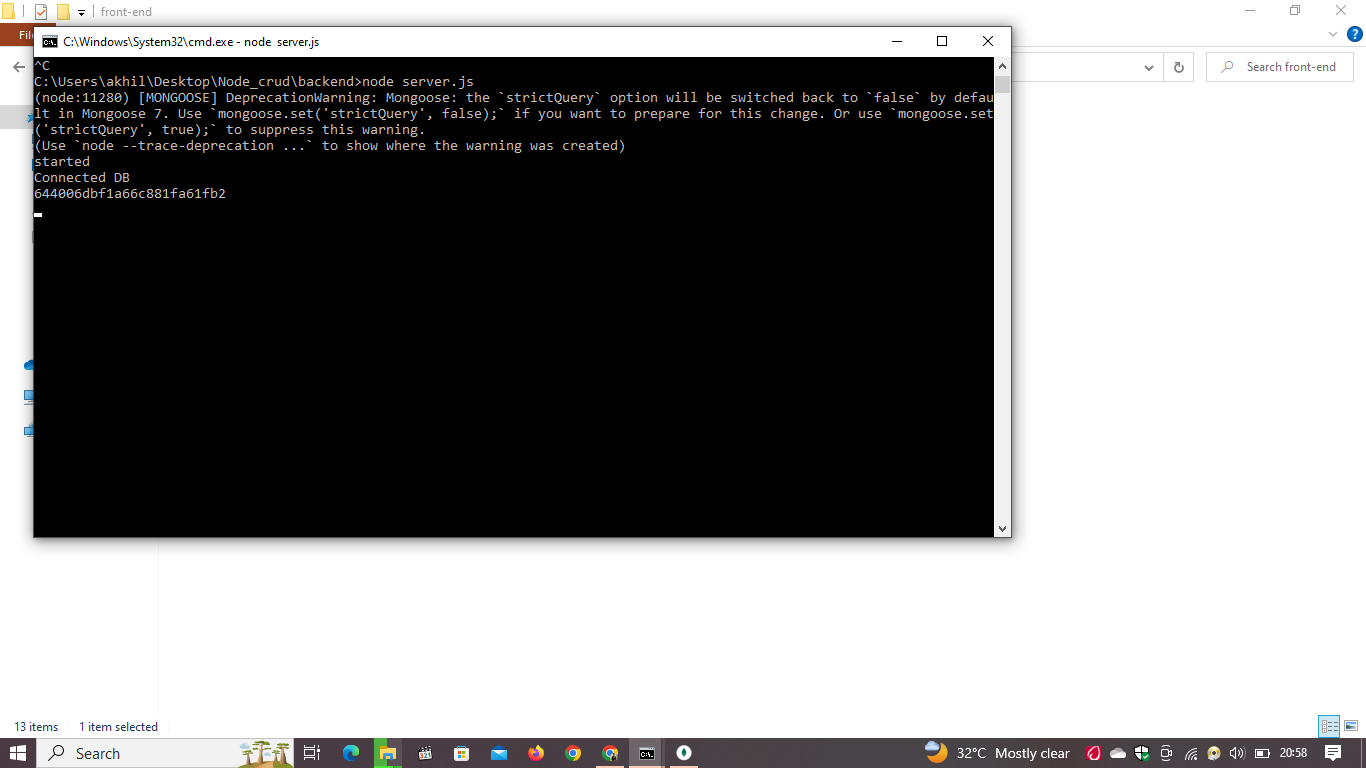 front-end
Fil
C:\Windows\System32\cmd.exe - node server.js
Search front-end
^C
C:\Users\akhil\Desktop\Node_crud\backend>node server.js
(node:11280) [MONGOOSE] DeprecationWarning: Mongoose: the `strictQuery` option will be switched back to `false` by defau
lt in Mongoose 7. Use `mongoose.set('strictQuery', false);` if you want to prepare for this change. Or use `mongoose.set
('strictQuery', true);` to suppress this warning.
(Use `node --trace-deprecation ...` to show where the warning was created)
started
Connected DB
644006dbf1a66c881fa61fb2
13 items 1 item selected
Search
32°C Mostly clear
20:58